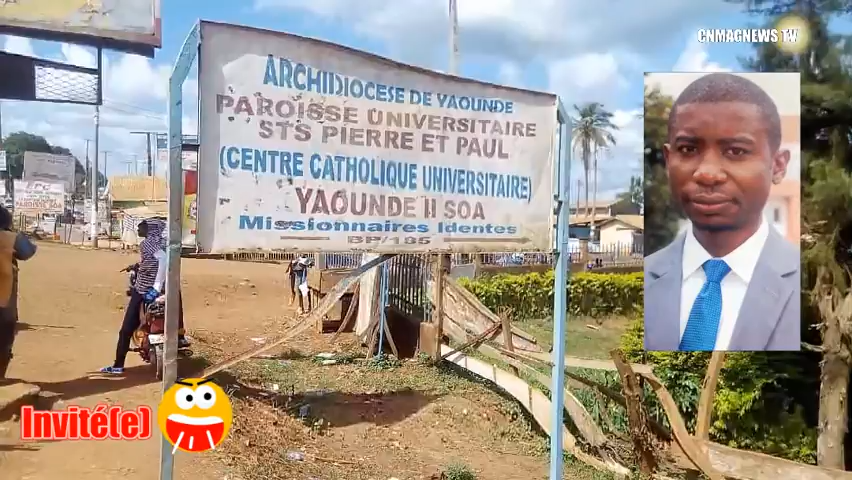 CNMAGNEWS TV
ARCHIDIOCESE DE YAOUNDE
PAROISSE UNIVERSITAIRE
STS PIERRE ET PAUL
(CENTRE CATHOLIQUE UNIVERSITAIRE)
YAOUNDE II SOA
Missionnaires Identes
BP/185
Invité(e)